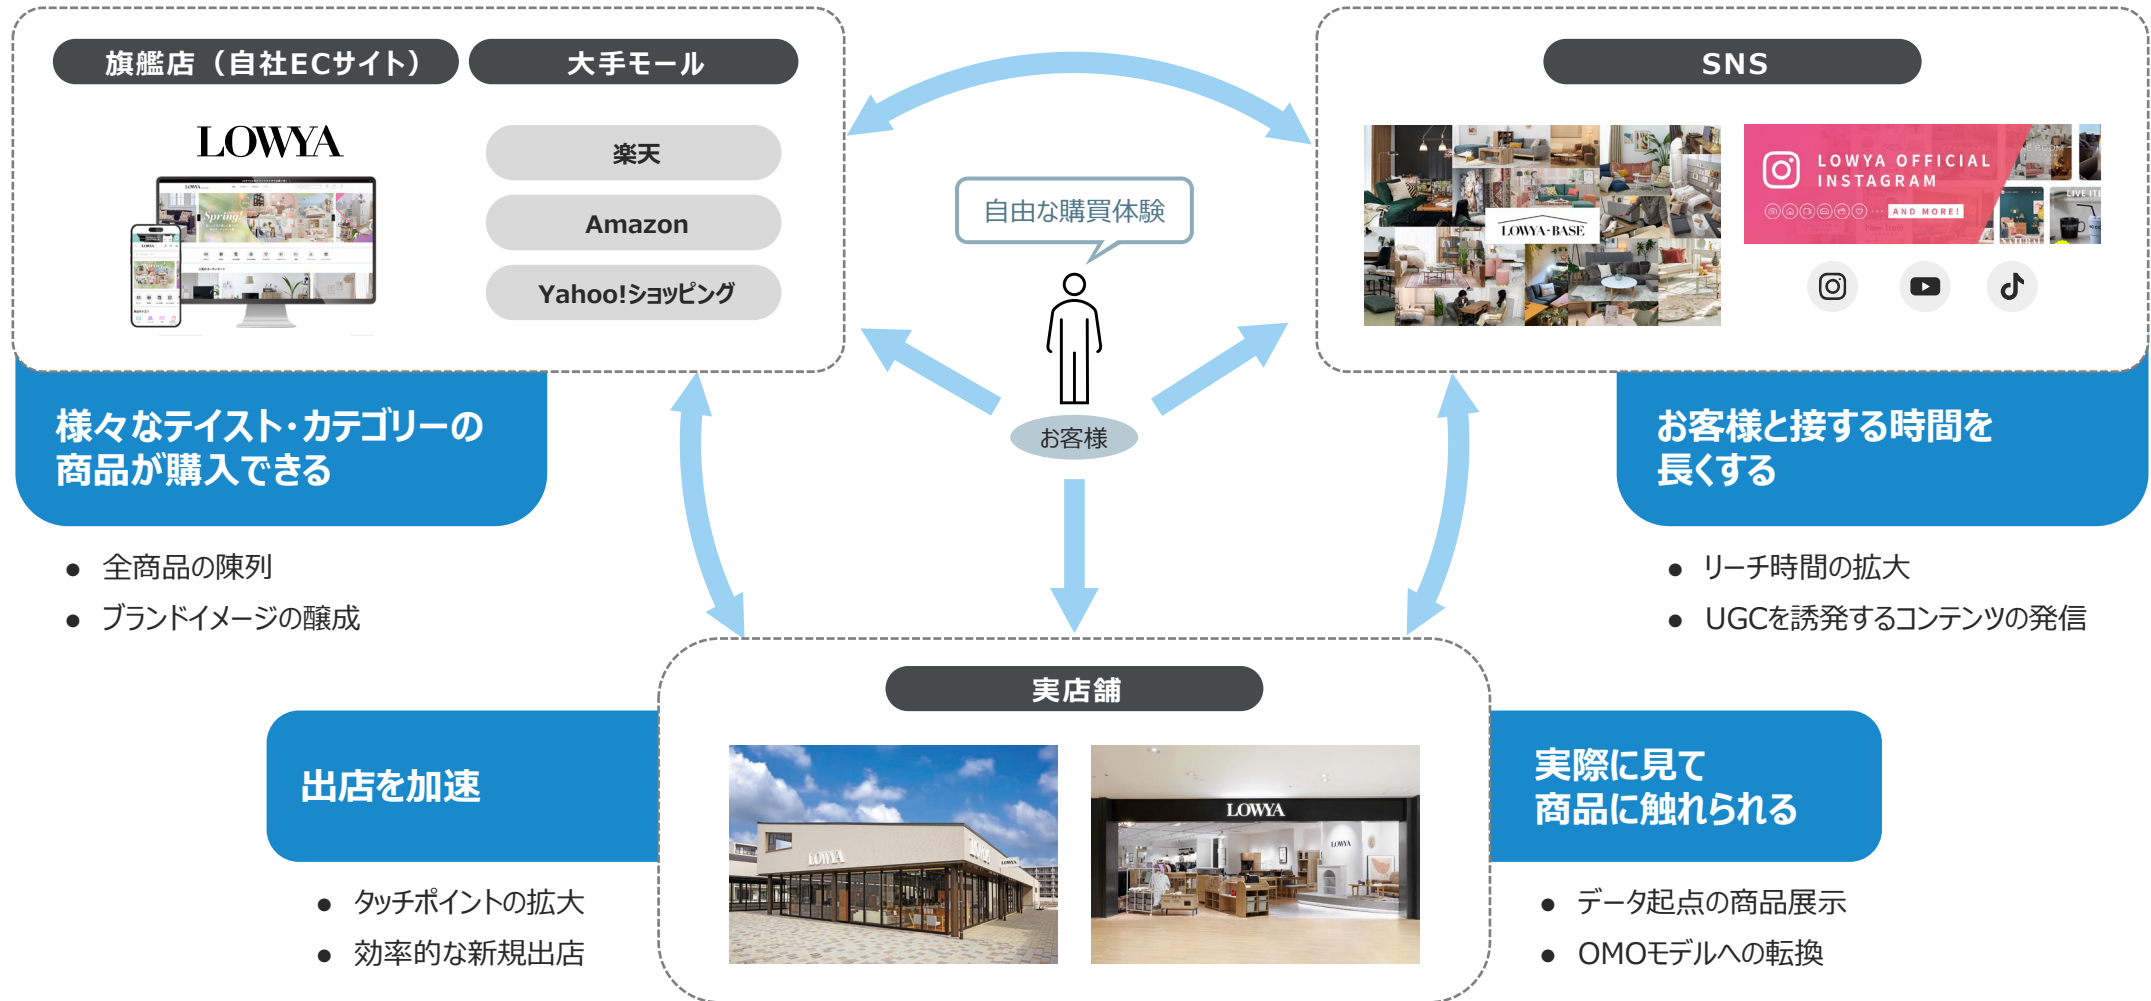 旗艦店（自社ECサイト）
大手モール
LOWYA
Spring!
LOWYA
楽天
Amazon
Yahoo!ショッピング
様々なテイスト・カテゴリーの
商品が購入できる
● 全商品の陳列
● ブランドイメージの醸成
自由な購買体験
お客様
SNS
LOWYA-BASE
LOWYA OFFICIAL
INSTAGRAM
AND MORE!
お客様と接する時間を
長くする
● リーチ時間の拡大
● UGCを誘発するコンテンツの発信
実店舗
LOWYA
LOWYA
LOWYA
LOWYA
出店を加速
● タッチポイントの拡大
● 効率的な新規出店
実際に見て
商品に触れられる
● データ起点の商品展示
● OMOモデルへの転換